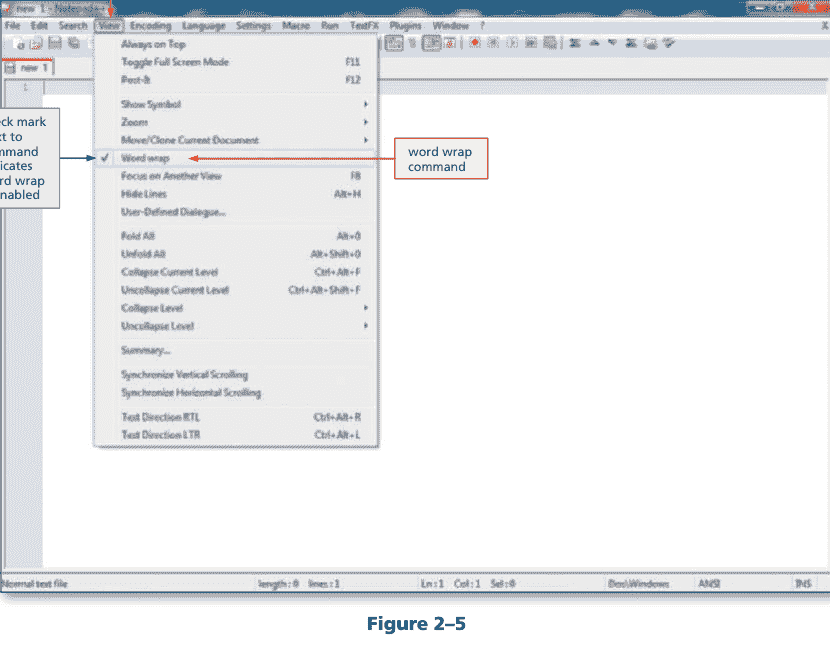 new 1 - Notepad++
File Edit Search View Encoding Language Settings Macro Run TextFX Plugins Window ? X
new 1
1
Always on Top
Toggle Full Screen Mode F11
Post-It F12
Show Symbol
Zoom
Move/Clone Current Document
Word wrap
Focus on Another View F8
Hide Lines Alt+H
User-Defined Dialogue...
Fold All Alt+0
Unfold All Alt+Shift+0
Collapse Current Level Ctrl+Alt+F
Uncollapse Current Level Ctrl+Alt+Shift+F
Collapse Level
Uncollapse Level
Summary...
Synchronize Vertical Scrolling
Synchronize Horizontal Scrolling
Text Direction RTL Ctrl+Alt+R
Text Direction LTR Ctrl+Alt+L
eck mark
xt to
mmand
icates
rd wrap
nabled
word wrap
command
Normal text file length : 0 lines : 1 Ln : 1 Col : 1 Sel : 0 Dos\Windows ANSI INS
Figure 2–5